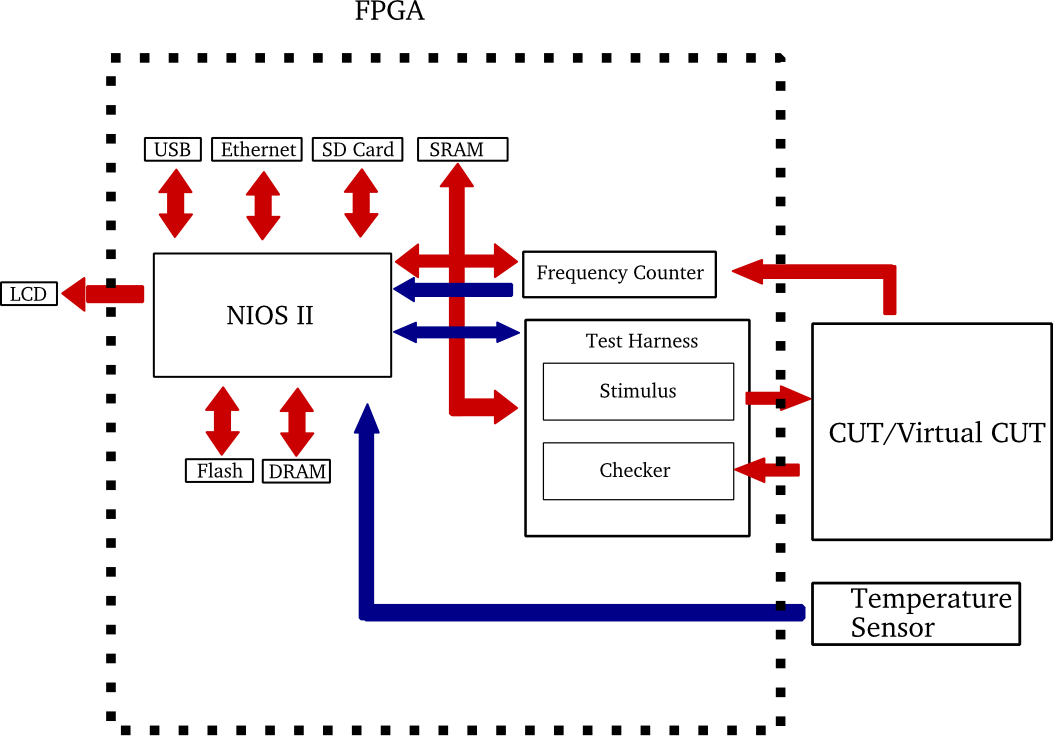 FPGA
USB
Ethernet
SD Card
SRAM
Frequency Counter
LCD
NIOS II
Test Harness
Stimulus
CUT/Virtual CUT
Checker
Flash
DRAM
Temperature
Sensor